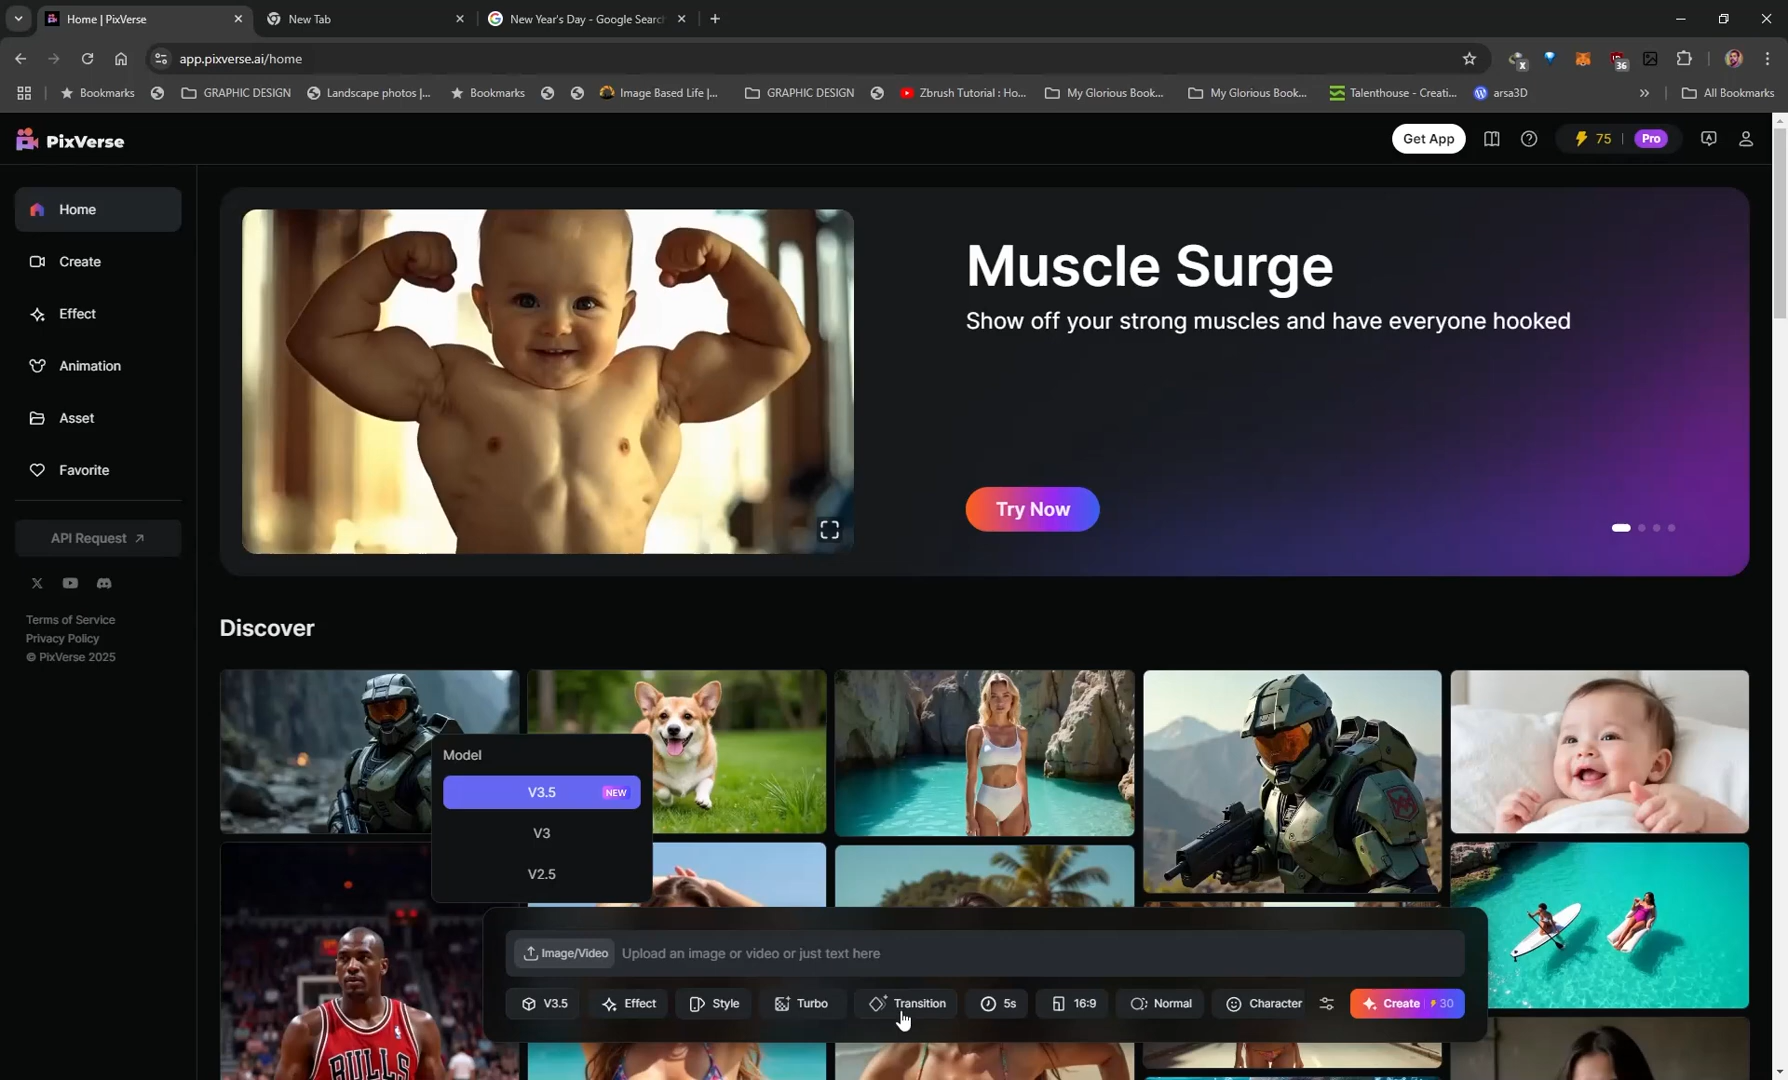 Home | PixVerse
New Tab
New Year's Day - Google Search
app.pixverse.ai/home
X
36
Bookmarks
GRAPHIC DESIGN
Landscape photos |...
Bookmarks
Image Based Life |...
GRAPHIC DESIGN
Zbrush Tutorial : Ho...
My Glorious Book...
My Glorious Book...
Talenthouse - Creati...
arsa3D
All Bookmarks
PixVerse
Get App
75
Pro
Home
Create
Effect
Animation
Asset
Favorite
API Request
Terms of Service
Privacy Policy
© PixVerse 2025
Muscle Surge
Show off your strong muscles and have everyone hooked
Try Now
Discover
Model
V3.5 NEW
V3
V2.5
BULLS
Image/Video Upload an image or video or just text here
V3.5
Effect
Style
Turbo
Transition
5s
16:9
Normal
Character
Create 30